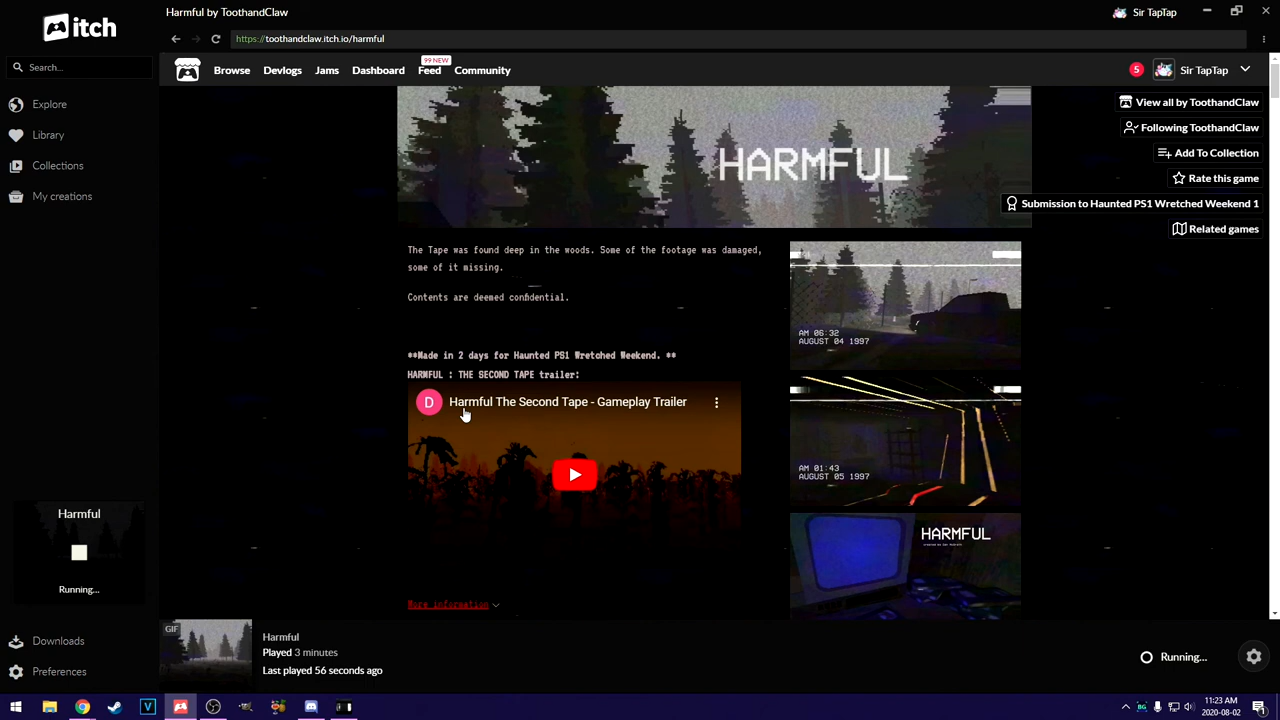 Harmful by ToothandClaw
Sir TapTap
itch
https://toothandclaw.itch.io/harmful
Search...
Browse
Devlogs
Jams
Dashboard
Feed
99 NEW
Community
5
Sir TapTap
Explore
Library
Collections
My creations
HARMFUL
View all by ToothandClaw
Following ToothandClaw
Add To Collection
Rate this game
Submission to Haunted PS1 Wretched Weekend 1
Related games
The Tape was found deep in the woods. Some of the footage was damaged,
some of it missing.
Contents are deemed confidential.
**Made in 2 days for Haunted PS1 Wretched Weekend. **
HARMFUL : THE SECOND TAPE trailer:
D
Harmful The Second Tape - Gameplay Trailer
More information
AM 06:32
AUGUST 04 1997
AM 01:43
AUGUST 05 1997
HARMFUL
Harmful
Running...
Downloads
Preferences
GIF
Harmful
Played 3 minutes
Last played 56 seconds ago
Running...
11:23 AM
2020-08-02